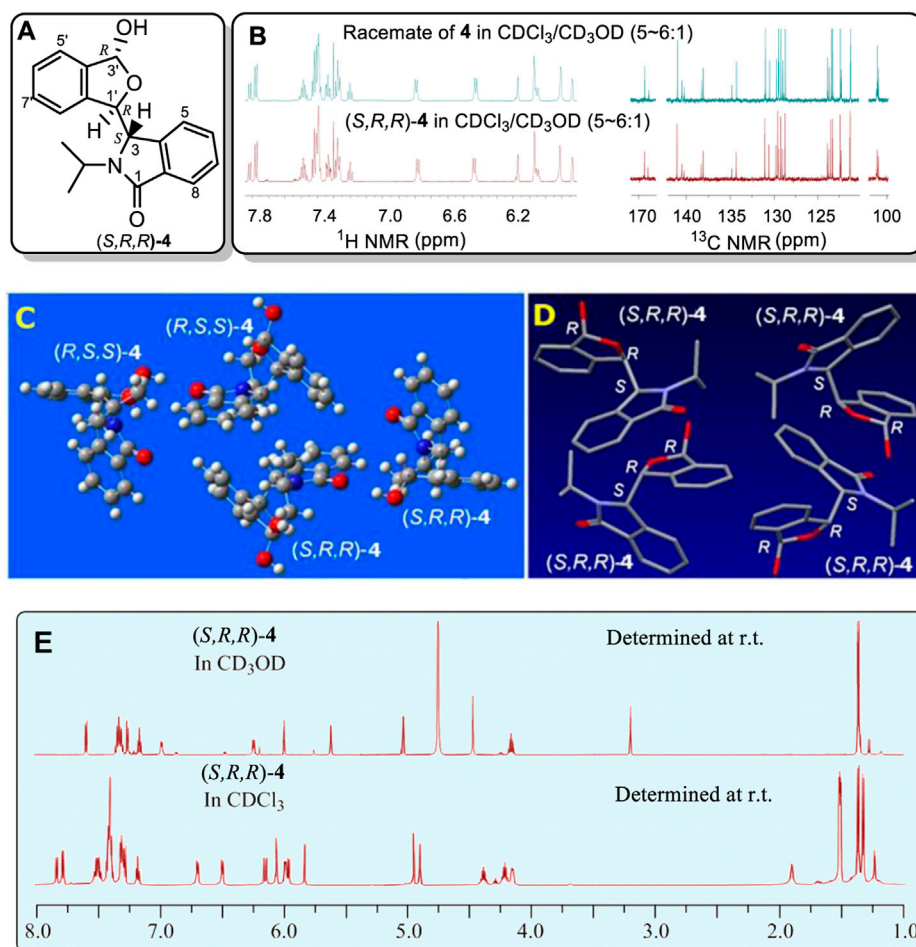 A
OH
R
3'
5'
O
7'
1'
R
H
H
S
3
5
N
1
8
O
(S,R,R)-4
B
Racemate of 4 in CDCl₃/CD₃OD (5~6:1)
(S,R,R)-4 in CDCl₃/CD₃OD (5~6:1)
7.8 7.4 7.0 6.6 6.2
170 140 135 130 125 100
¹H NMR (ppm)
¹³C NMR (ppm)
C
(R,S,S)-4
(R,S,S)-4
(S,R,R)-4
(S,R,R)-4
D
(S,R,R)-4
(S,R,R)-4
R
R
S
S
R
R
R
R
S
S
R
R
(S,R,R)-4
(S,R,R)-4
E
(S,R,R)-4
In CD₃OD
Determined at r.t.
(S,R,R)-4
In CDCl₃
Determined at r.t.
8.0 7.0 6.0 5.0 4.0 3.0 2.0 1.0